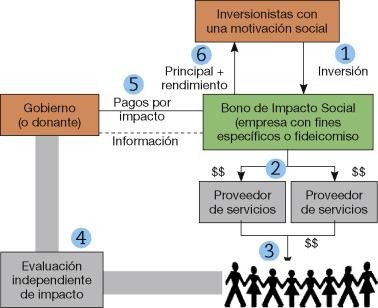 Inversionistas con
una motivación social
6
Principal +
rendimiento
1
Inversión
5
Pagos por
impacto
Gobierno
(o donante)
Información
Bono de Impacto Social
(empresa con fines
específicos o fideicomiso
2
$$
$$
Proveedor
de servicios
Proveedor
de servicios
3
$$
4
Evaluación
independiente
de impacto